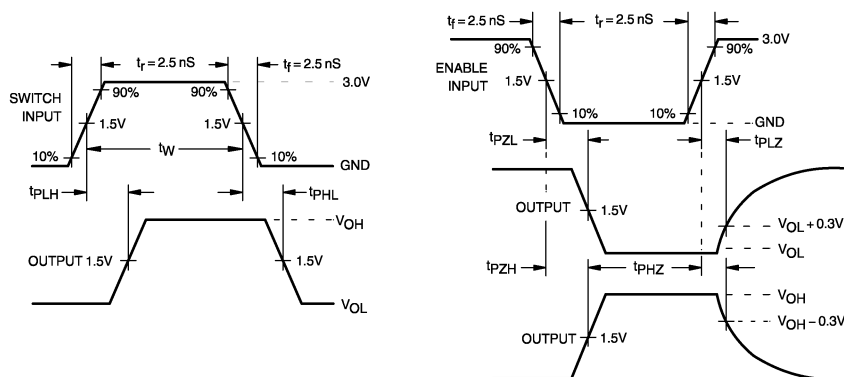 tr = 2.5 nS
tf = 2.5 nS
3.0V
SWITCH
INPUT
90%
90%
1.5V
1.5V
10%
tW
10%
GND
tPLH
tPHL
VOH
OUTPUT 1.5V
1.5V
VOL
tf = 2.5 nS
tr = 2.5 nS
3.0V
90%
90%
ENABLE
INPUT
1.5V
1.5V
10%
10%
GND
tPZL
tPLZ
OUTPUT
1.5V
VOL + 0.3V
VOL
tPZH
tPHZ
VOH
VOH – 0.3V
OUTPUT
1.5V